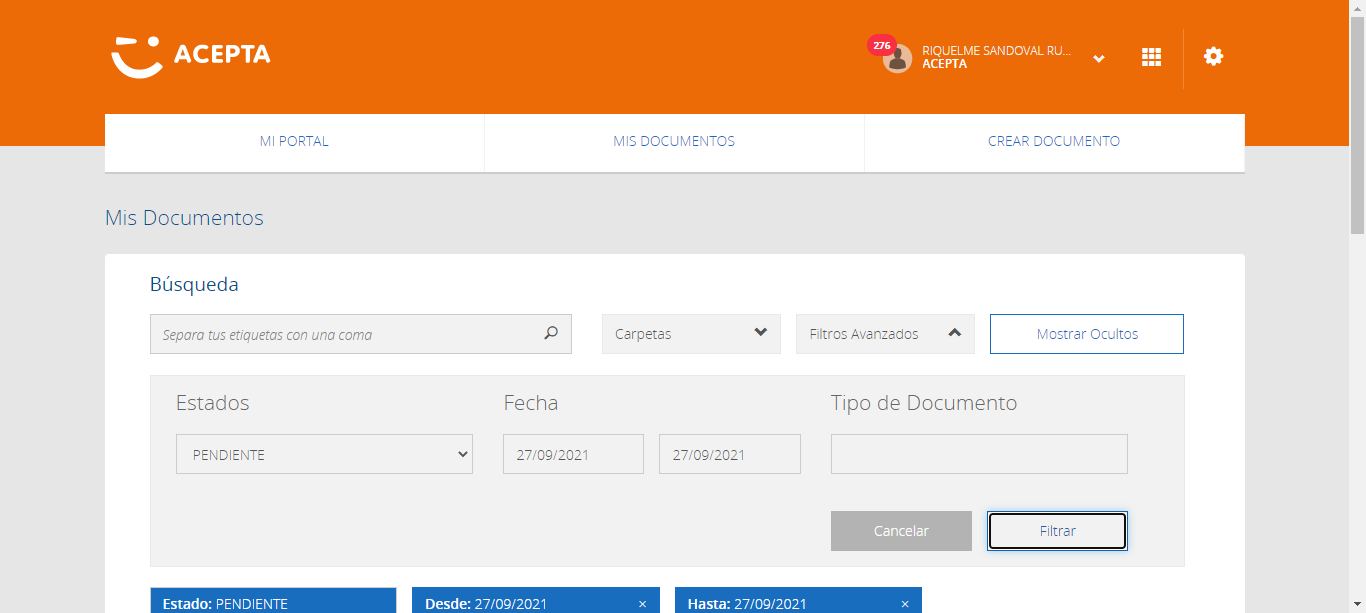 ACEPTA
276
RIQUELME SANDOVAL RU...
ACEPTA
MI PORTAL
MIS DOCUMENTOS
CREAR DOCUMENTO
Mis Documentos
Búsqueda
Separa tus etiquetas con una coma
Carpetas
Filtros Avanzados
Mostrar Ocultos
Estados
Fecha
Tipo de Documento
PENDIENTE
27/09/2021
27/09/2021
Cancelar
Filtrar
Estado: PENDIENTE
Desde: 27/09/2021 ×
Hasta: 27/09/2021 ×